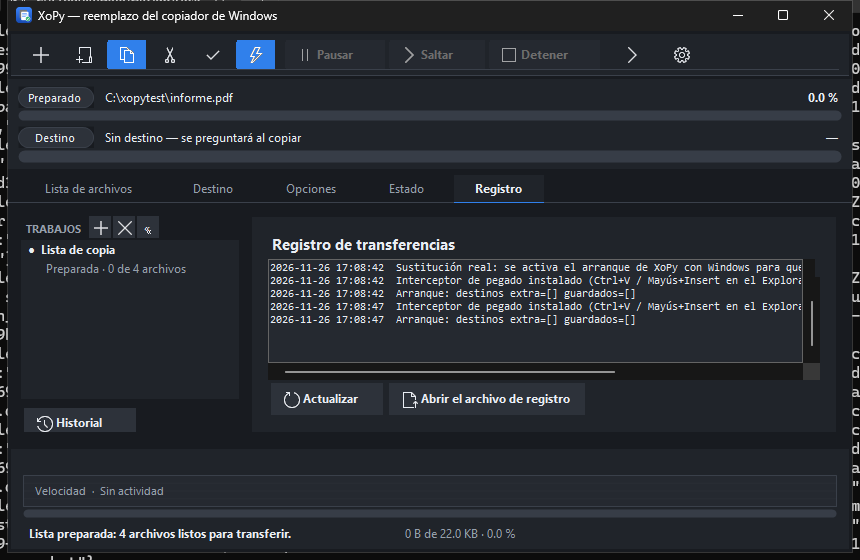 XoPy — reemplazo del copiador de Windows
Pausar Saltar Detener
Preparado C:\xopytest\informe.pdf 0.0 %
Destino Sin destino — se preguntará al copiar —
Lista de archivos Destino Opciones Estado Registro
TRABAJOS
Lista de copia
Preparada · 0 de 4 archivos
Historial
Registro de transferencias
2026-11-26 17:08:42 Sustitución real: se activa el arranque de XoPy con Windows para que
2026-11-26 17:08:42 Interceptor de pegado instalado (Ctrl+V / Mayús+Insert en el Explora
2026-11-26 17:08:42 Arranque: destinos extra=[] guardados=[]
2026-11-26 17:08:47 Interceptor de pegado instalado (Ctrl+V / Mayús+Insert en el Explora
2026-11-26 17:08:47 Arranque: destinos extra=[] guardados=[]
Actualizar Abrir el archivo de registro
Velocidad · Sin actividad
Lista preparada: 4 archivos listos para transferir. 0 B de 22.0 KB · 0.0 %